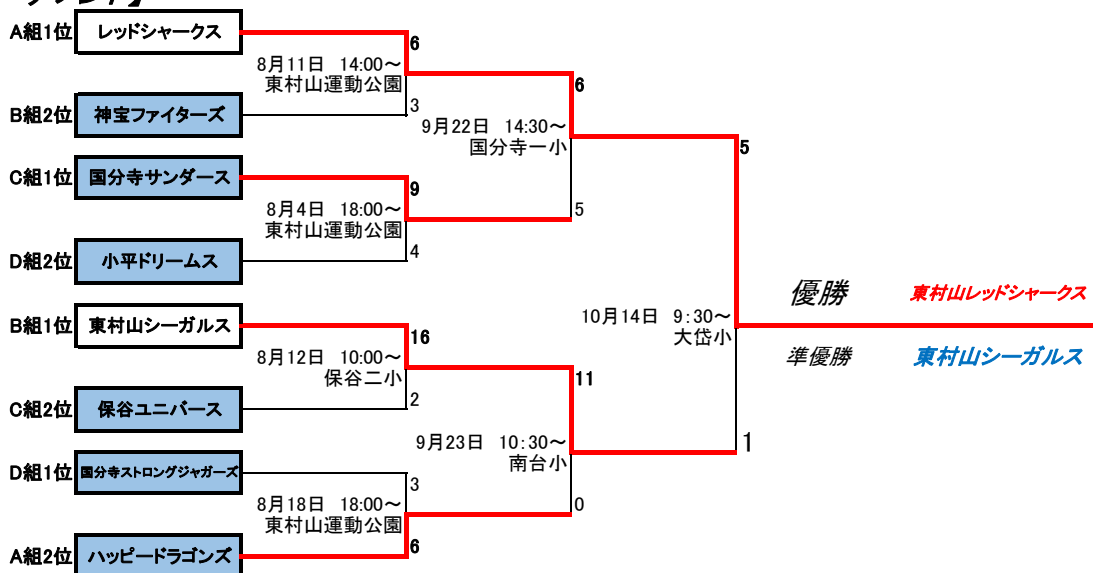 A組1位 レッドシャークス
6
8月11日 14:00～
東村山運動公園
3
B組2位 神宝ファイターズ
6
9月22日 14:30～
国分寺一小
5
C組1位 国分寺サンダース
9
8月4日 18:00～
東村山運動公園
4
5
D組2位 小平ドリームス
優勝 東村山レッドシャークス
10月14日 9:30～
大岱小
準優勝 東村山シーガルス
B組1位 東村山シーガルス
16
8月12日 10:00～
保谷二小
2
11
C組2位 保谷ユニバース
9月23日 10:30～
南台小
1
D組1位 国分寺ストロングジャガーズ
3
8月18日 18:00～
東村山運動公園
0
6
A組2位 ハッピードラゴンズ